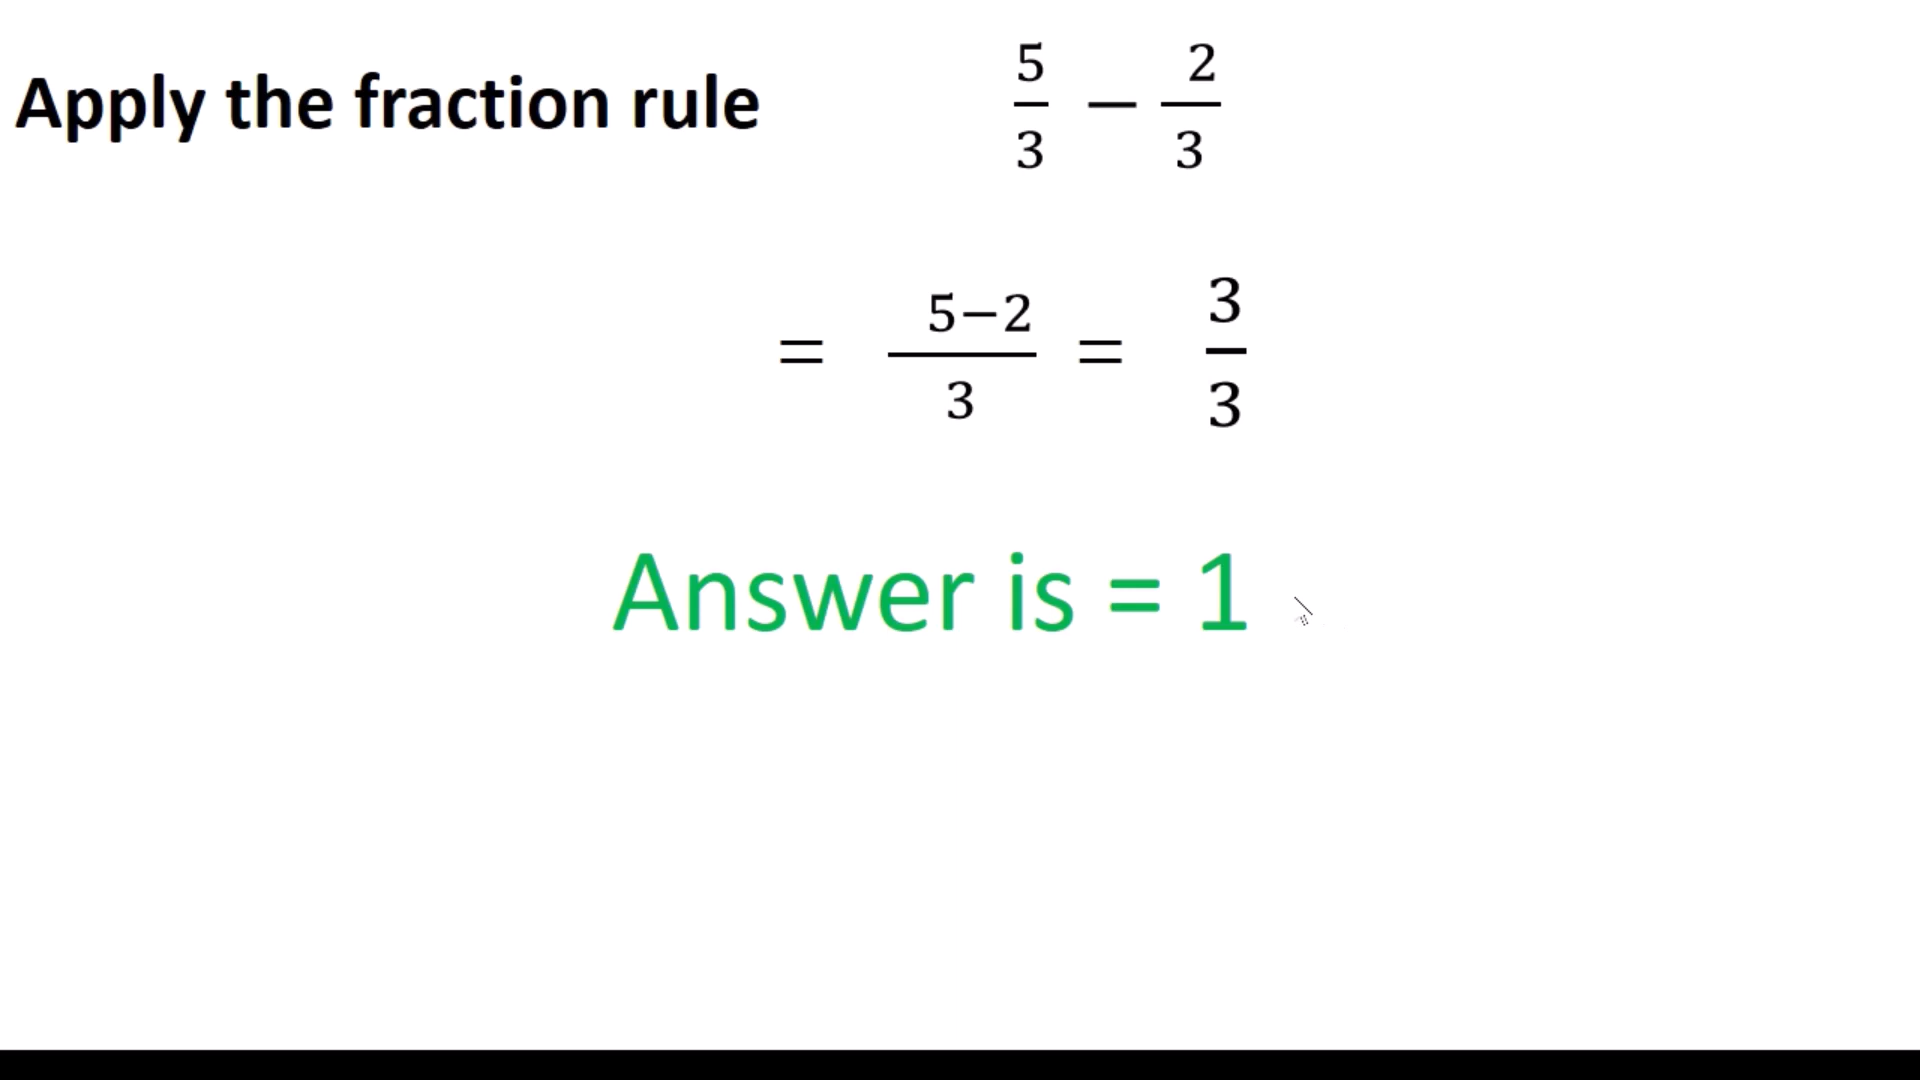 Apply the fraction rule 5/3 − 2/3
= 5−2/3 = 3/3
Answer is = 1